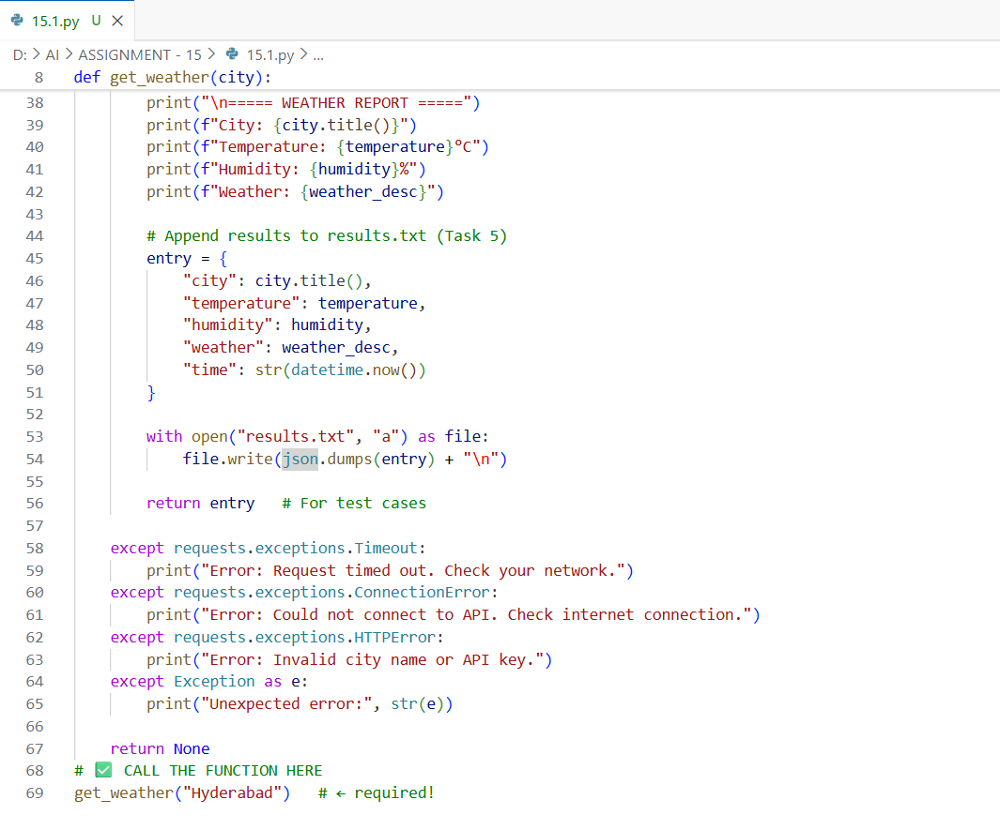 15.1.py U
D: > AI > ASSIGNMENT - 15 > 15.1.py > ...
8 def get_weather(city):
38         print("\n===== WEATHER REPORT =====")
39         print(f"City: {city.title()}")
40         print(f"Temperature: {temperature}°C")
41         print(f"Humidity: {humidity}%")
42         print(f"Weather: {weather_desc}")
43
44         # Append results to results.txt (Task 5)
45         entry = {
46             "city": city.title(),
47             "temperature": temperature,
48             "humidity": humidity,
49             "weather": weather_desc,
50             "time": str(datetime.now())
51         }
52
53         with open("results.txt", "a") as file:
54             file.write(json.dumps(entry) + "\n")
55
56         return entry   # For test cases
57
58     except requests.exceptions.Timeout:
59         print("Error: Request timed out. Check your network.")
60     except requests.exceptions.ConnectionError:
61         print("Error: Could not connect to API. Check internet connection.")
62     except requests.exceptions.HTTPError:
63         print("Error: Invalid city name or API key.")
64     except Exception as e:
65         print("Unexpected error:", str(e))
66
67     return None
68 # ✅ CALL THE FUNCTION HERE
69 get_weather("Hyderabad")   # ← required!